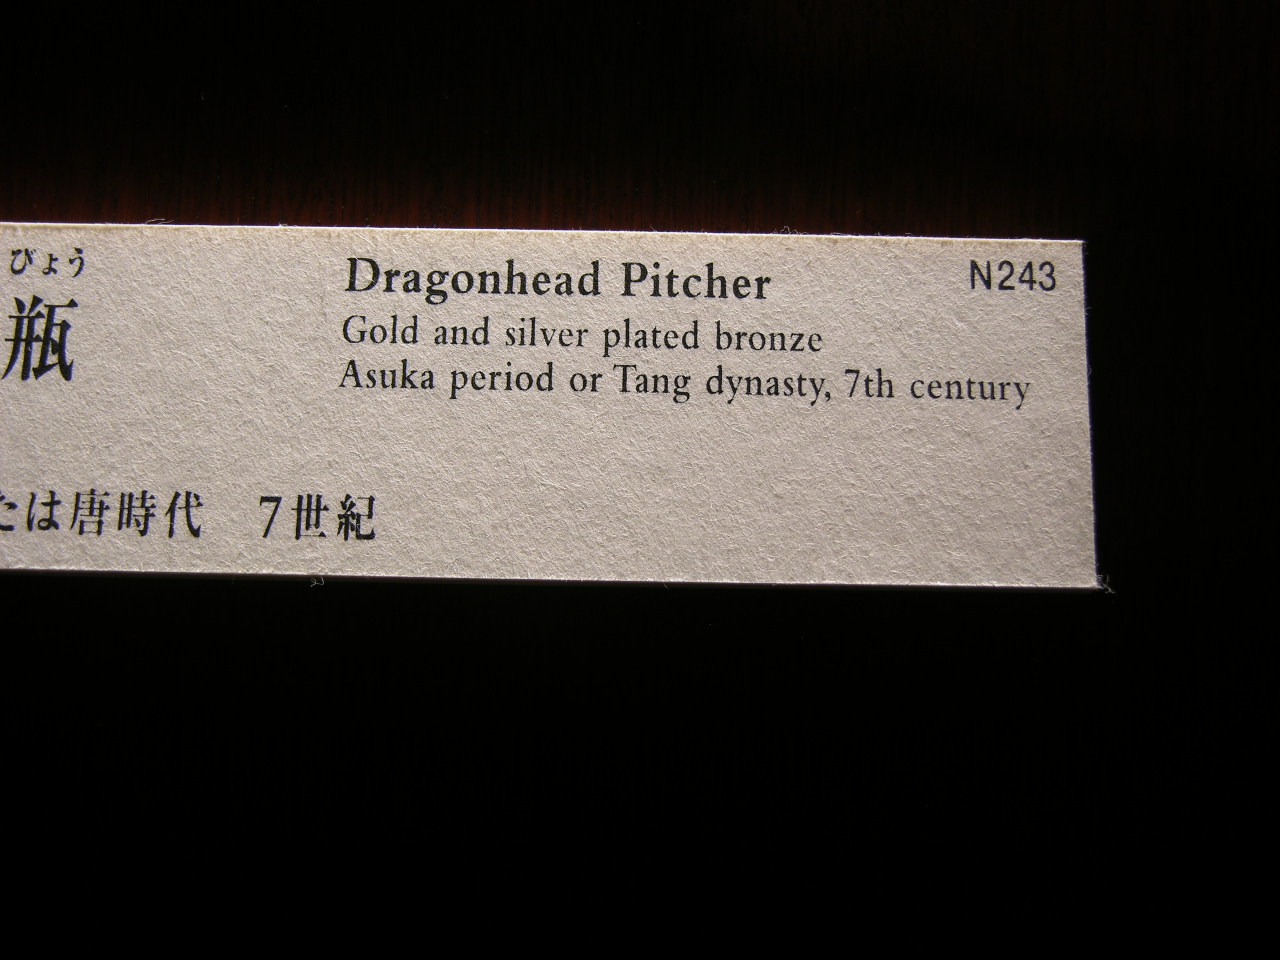 びょう
瓶
たは唐時代　7世紀
Dragonhead Pitcher N243
Gold and silver plated bronze
Asuka period or Tang dynasty, 7th century